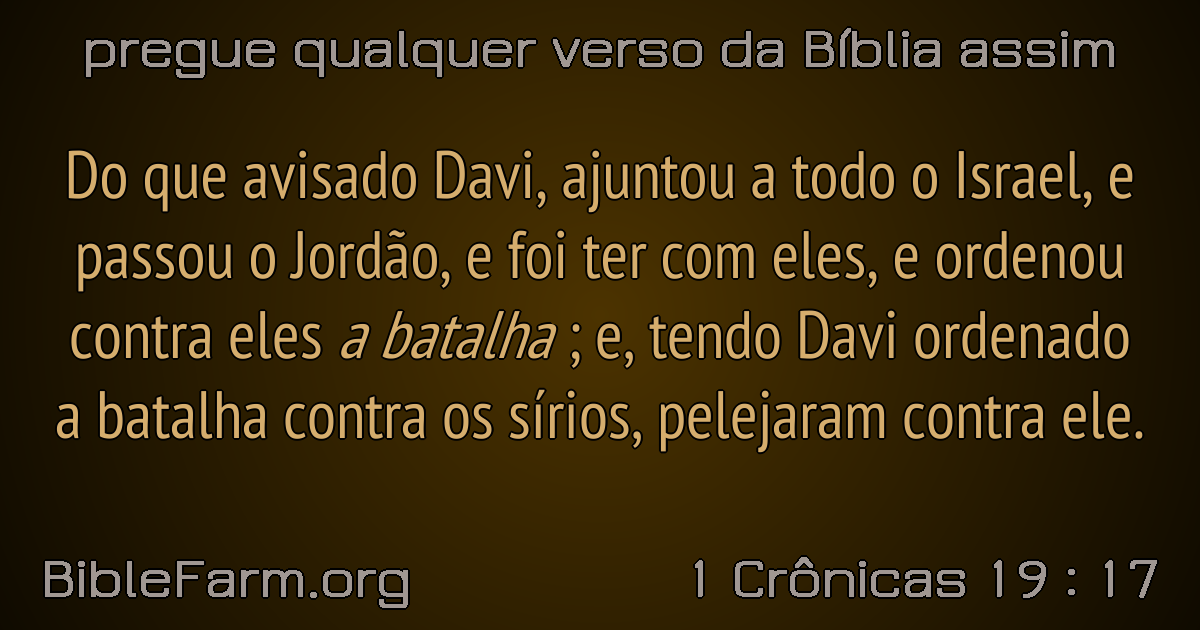 pregue qualquer verso da Bíblia assim
Do que avisado Davi, ajuntou a todo o Israel, e
passou o Jordão, e foi ter com eles, e ordenou
contra eles a batalha ; e, tendo Davi ordenado
a batalha contra os sírios, pelejaram contra ele.
BibleFarm.org
1 Crônicas 19 : 17